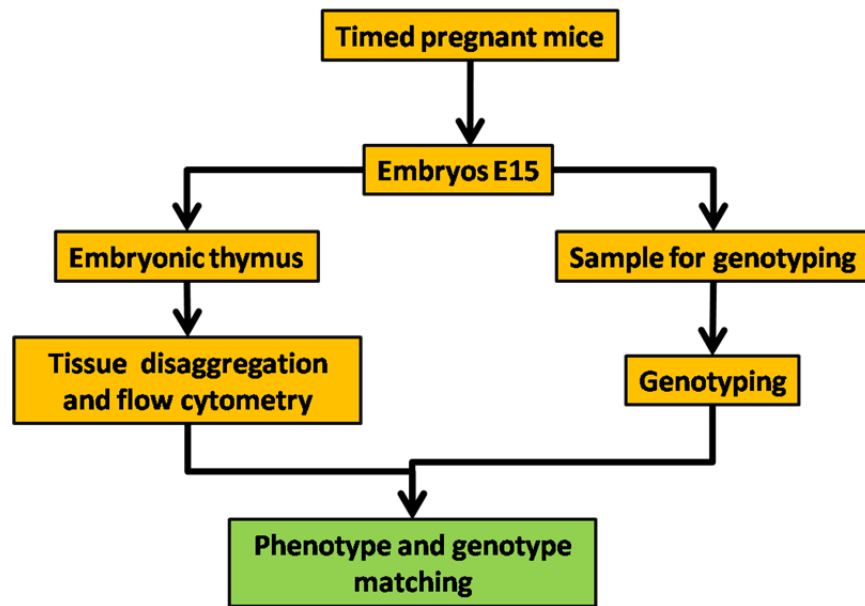 Timed pregnant mice
Embryos E15
Embryonic thymus
Sample for genotyping
Tissue disaggregation
and flow cytometry
Genotyping
Phenotype and genotype
matching